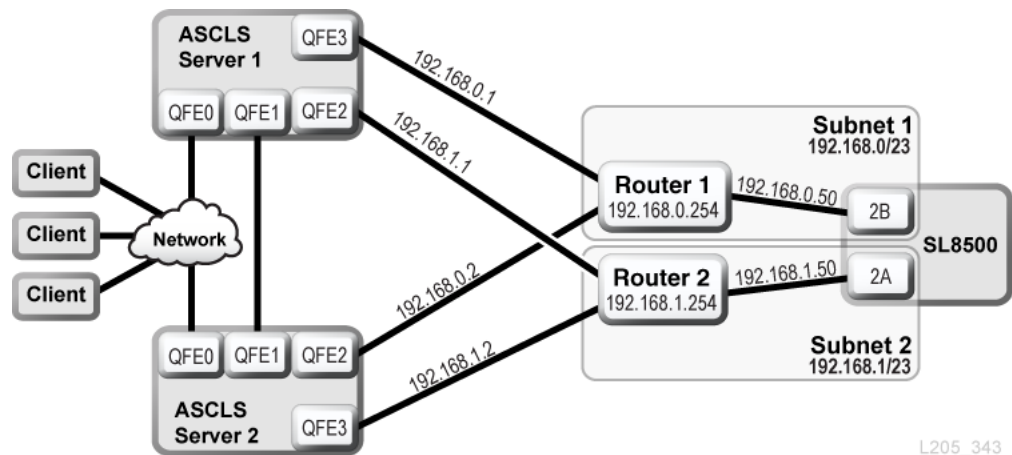 ASCLS
Server 1
QFE3
QFE0
QFE1
QFE2
192.168.0.1
192.168.1.1
Subnet 1
192.168.0/23
Router 1
192.168.0.254
192.168.0.50
2B
SL8500
Client
Client
Client
Network
Router 2
192.168.1.254
192.168.1.50
2A
Subnet 2
192.168.1/23
192.168.0.2
192.168.1.2
QFE0
QFE1
QFE2
ASCLS
Server 2
QFE3
L205_343